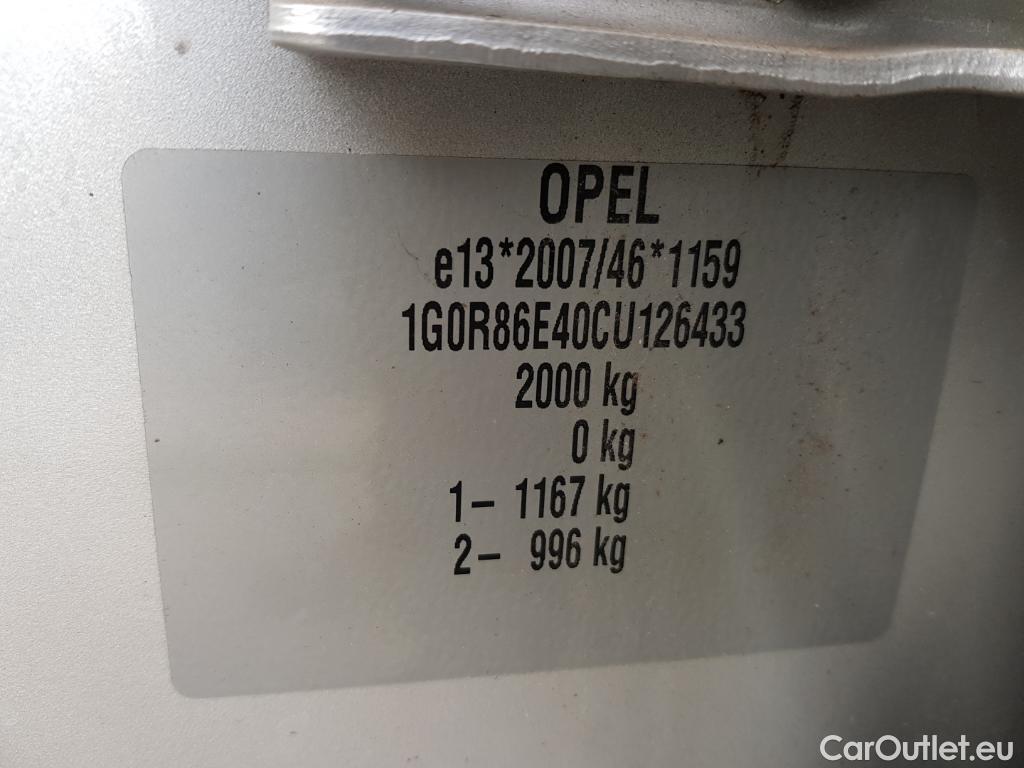 OPEL
e13*2007/46*1159
1G0R86E40CU126433
2000 kg
0 kg
1– 1167 kg
2– 996 kg
CarOutlet.eu